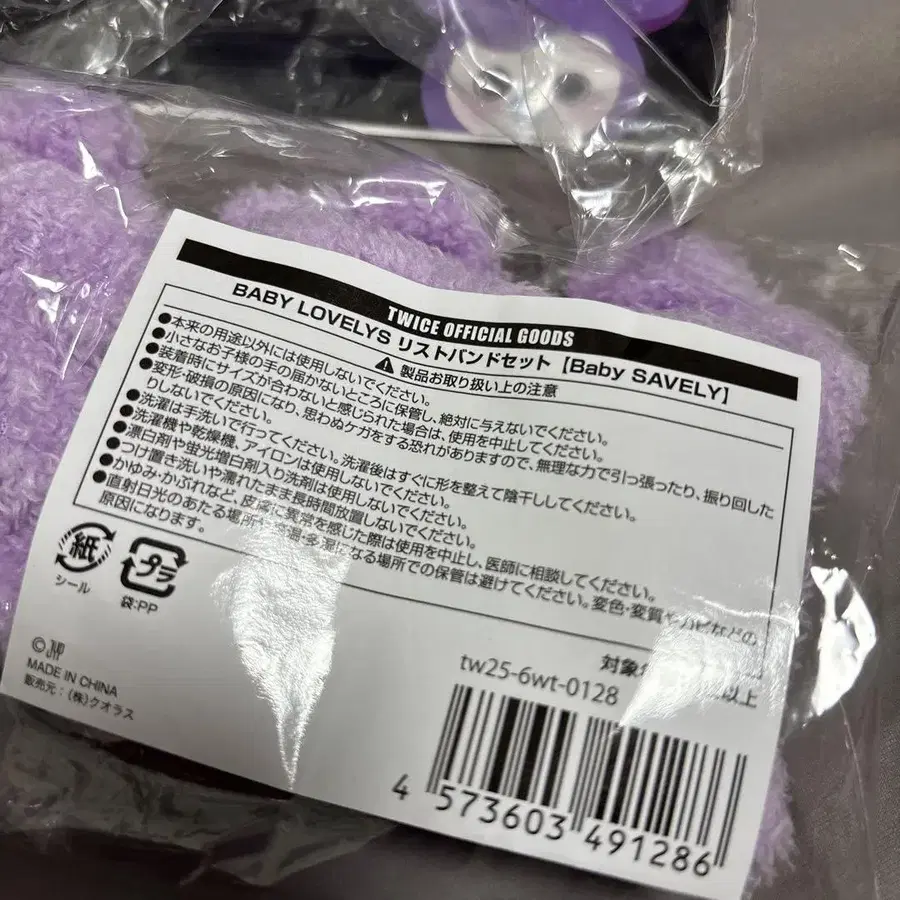 TWICE OFFICIAL GOODS
BABY LOVELYS リストバンドセット【Baby SAVELY】
製品お取り扱い上の注意
●本来の用途以外には使用しないでください。
●小さなお子様の手の届かないところに保管し、絶対に与えないでください。
●装着時にサイズが合わないと感じられた場合は、使用を中止してください。
●変形・破損の原因になり、思わぬケガをする恐れがありますので、無理な力で引っ張ったり、振り回した
りしないでください。
●洗濯は手洗いで行ってください。洗濯後はすぐに形を整えて陰干ししてください。
●洗濯機や乾燥機、アイロンは使用しないでください。
●漂白剤や蛍光増白剤入り洗剤は使用しないでください。
●つけ置き洗いや濡れたまま長時間放置しないでください。
●かゆみ・かぶれなど、皮膚に異常を感じた際は使用を中止し、医師に相談してください。
●直射日光のあたる場所や 温・多湿になる場所での保管は避けてください。変色・変質やカビなどの
原因になります。
紙
シール
プラ
袋:PP
対象 以上
tw25-6wt-0128
© JYP
MADE IN CHINA
販売元:(株)クオラス
4 573603 491286